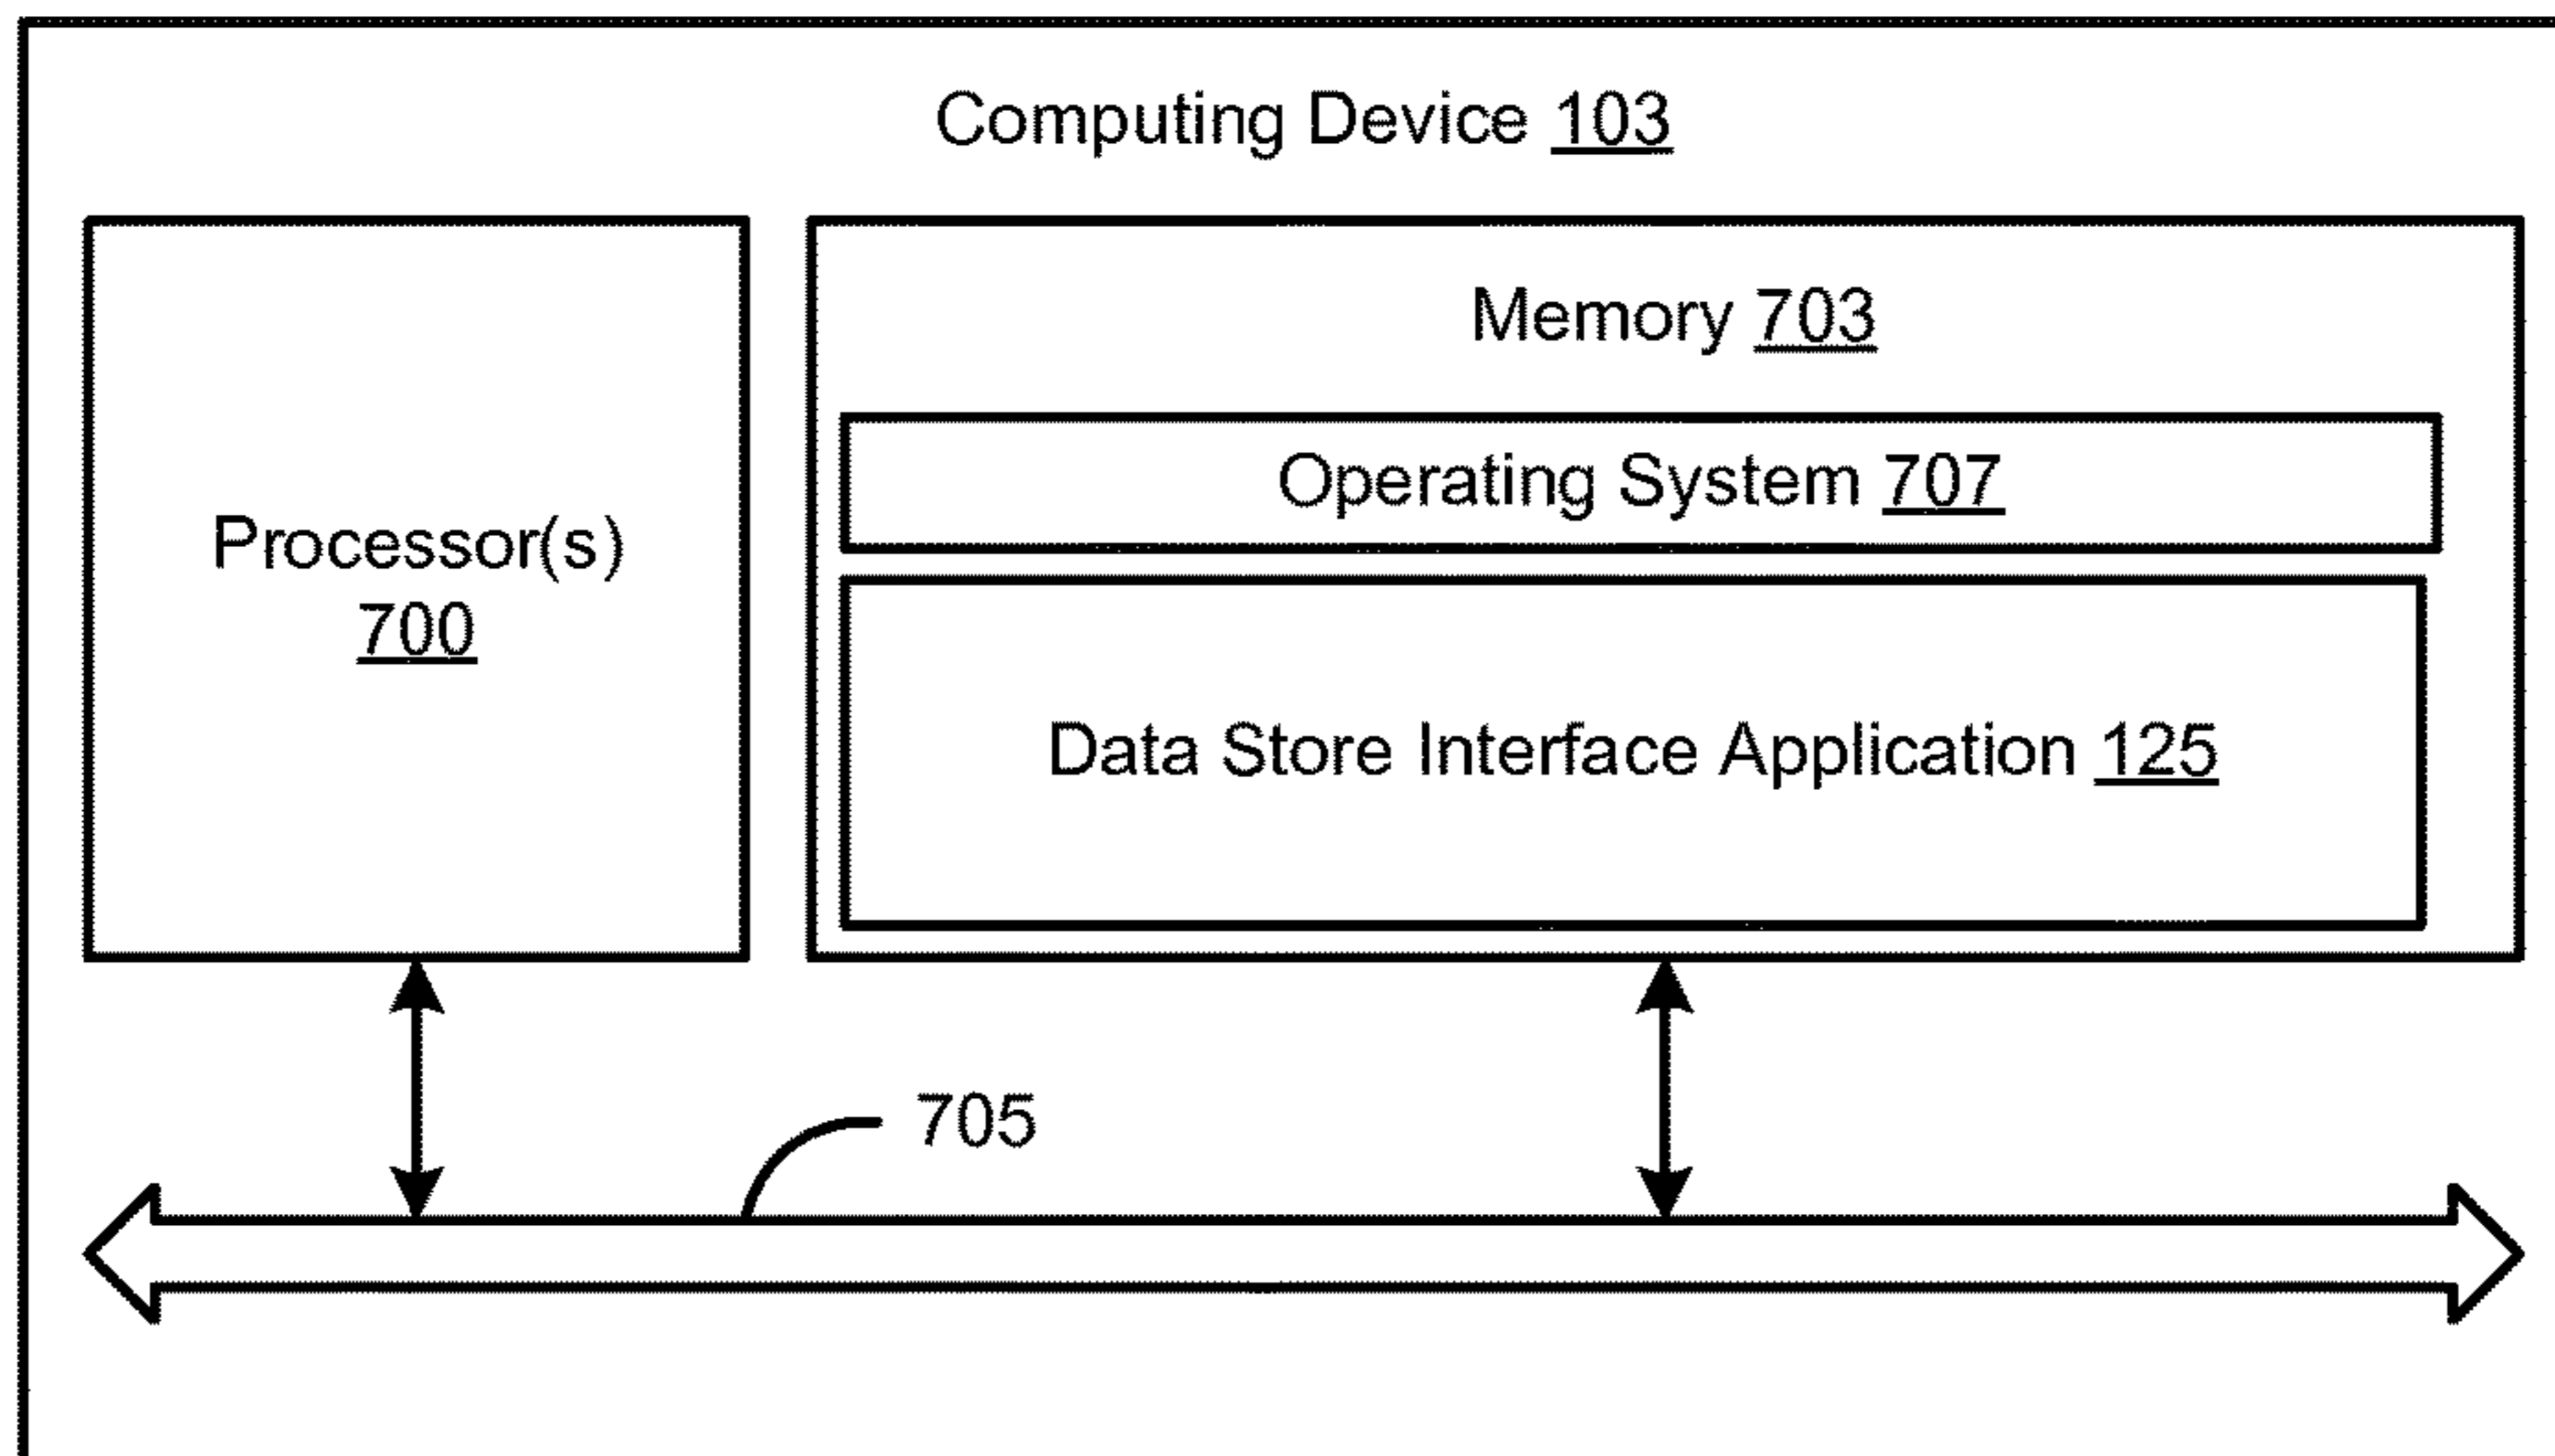 Computing Device 103
Processor(s)
700
Memory 703
Operating System 707
Data Store Interface Application 125
705